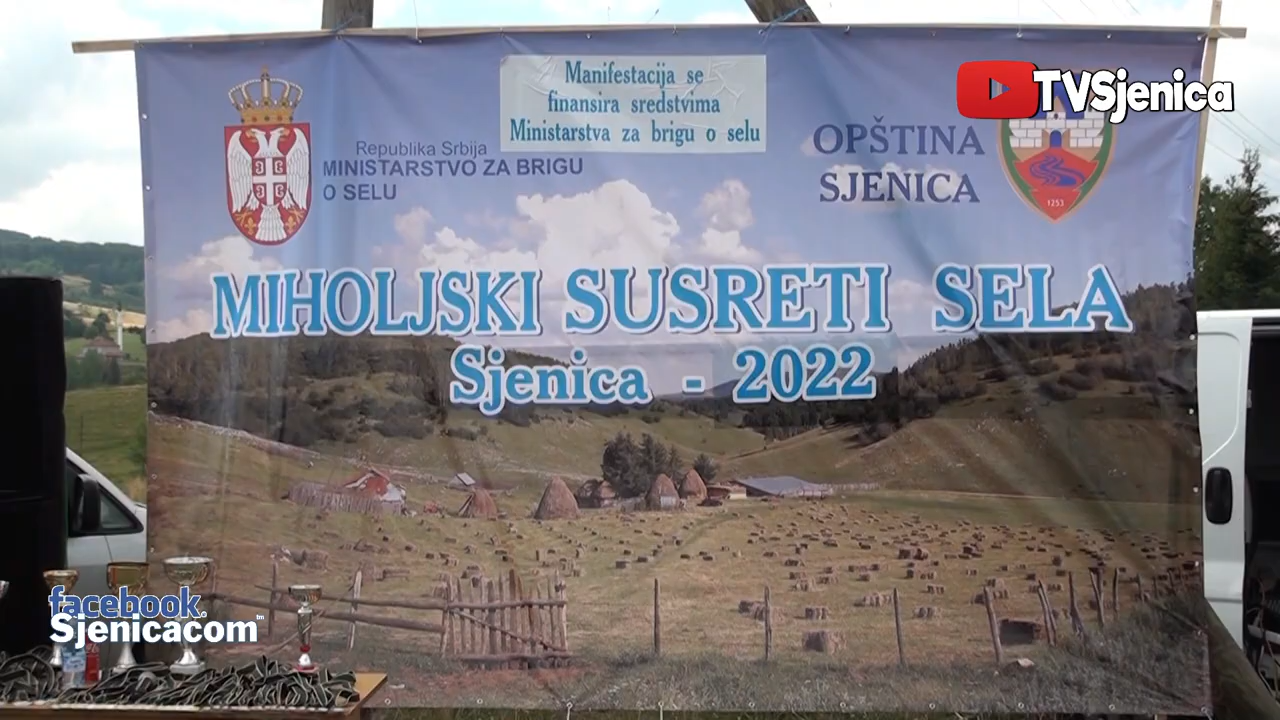 TVSjenica
Manifestacija se
finansira sredstvima
Ministarstva za brigu o selu
Republika Srbija
MINISTARSTVO ZA BRIGU
O SELU
OPŠTINA
SJENICA
1253
MIHOLJSKI SUSRETI SELA
Sjenica - 2022
facebook.
Sjenicacom™